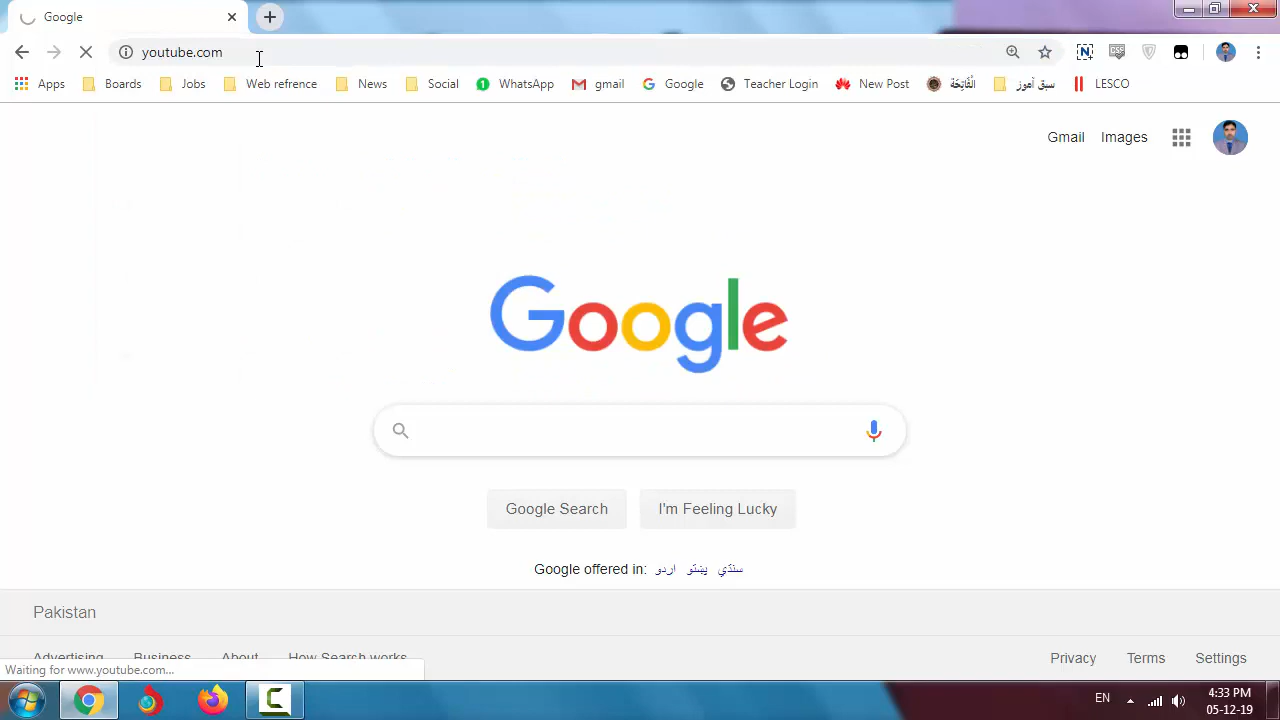 Google
youtube.com
Apps Boards Jobs Web refrence News Social WhatsApp gmail Google Teacher Login New Post الْفَاتِحَة سبق آموز LESCO
Gmail Images
Google
Google Search I'm Feeling Lucky
Google offered in: اردو پښتو سنڌي
Pakistan
Advertising Business About How Search works Privacy Terms Settings
Waiting for www.youtube.com...
EN 4:33 PM
05-12-19